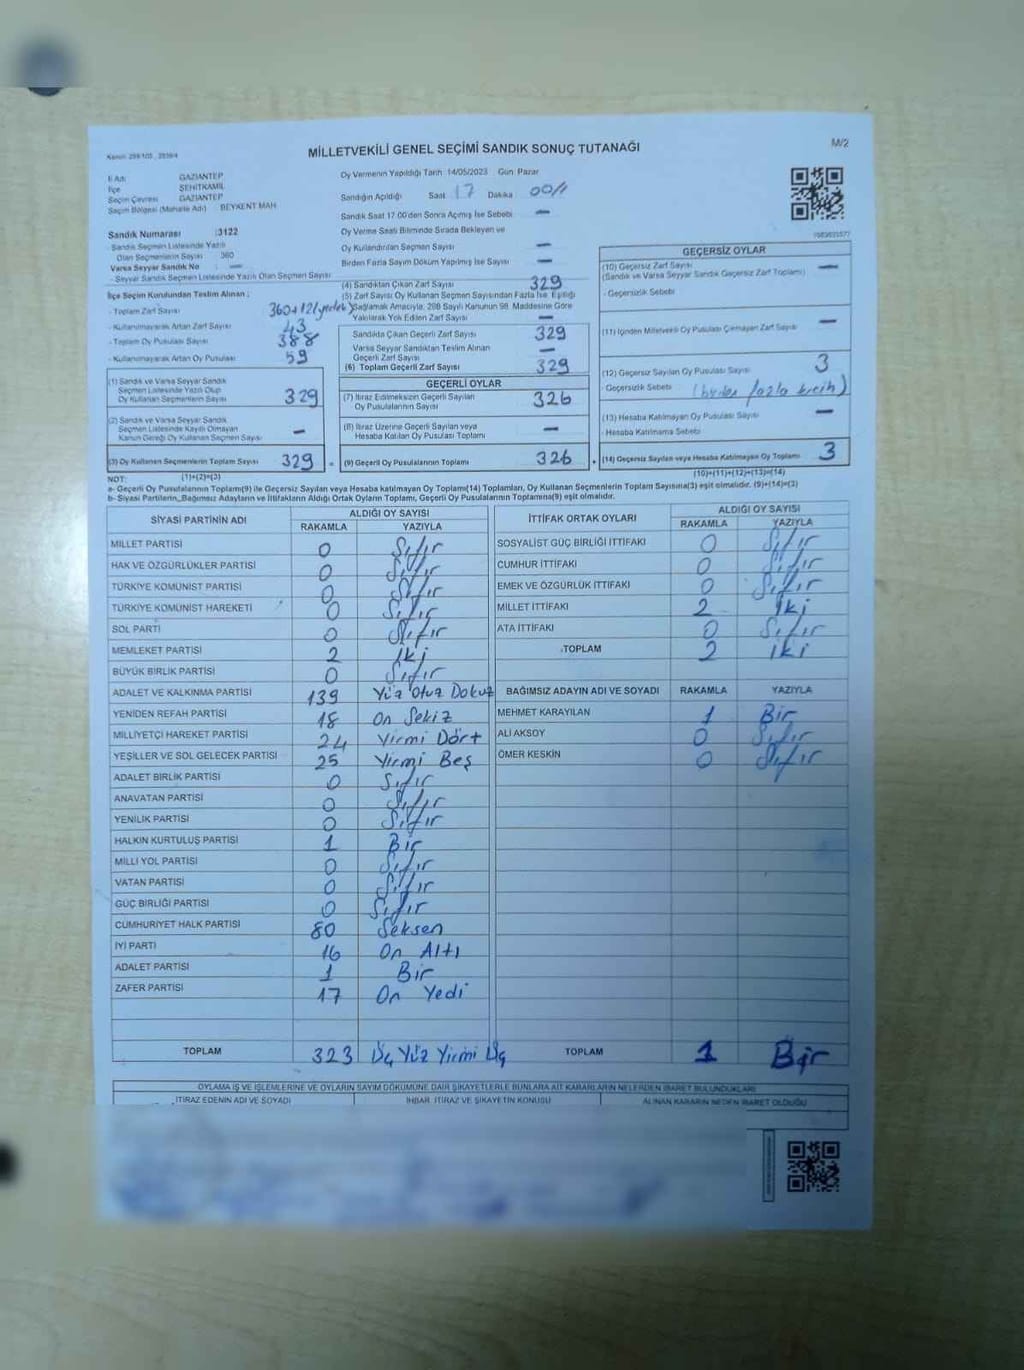 Kanun 298/105, 2839/4
MİLLETVEKİLİ GENEL SEÇİMİ SANDIK SONUÇ TUTANAĞI
M/2
İl Adı GAZİANTEP
İlçe ŞEHİTKAMİL
Seçim Çevresi GAZİANTEP
Seçim Bölgesi (Mahalle Adı) BEYKENT MAH
Oy Vermenin Yapıldığı Tarih 14/05/2023 Gün Pazar
Sandığın Açıldığı Saat 17 Dakika 00
Sandık Saat 17.00'den Sonra Açmış İse Sebebi —
Oy Verme Saati Bitiminde Sırada Bekleyen ve
Oy Kullandırılan Seçmen Sayısı —
Birden Fazla Sayım Döküm Yapılmış İse Sayısı —
Sandık Numarası :3122
- Sandık Seçmen Listesinde Yazılı
Olan Seçmenlerin Sayısı 360
Varsa Seyyar Sandık No : —
- Seyyar Sandık Seçmen Listesinde Yazılı Olan Seçmen Sayısı
İlçe Seçim Kurulundan Teslim Alınan :
- Toplam Zarf Sayısı 360+12/yedek
- Kullanılmayarak Artan Zarf Sayısı 43
- Toplam Oy Pusulası Sayısı 388
- Kullanılmayarak Artan Oy Pusulası 59
(1) Sandık ve Varsa Seyyar Sandık
Seçmen Listesinde Yazılı Olup
Oy Kullanan Seçmenlerin Sayısı 329
(2) Sandık ve Varsa Seyyar Sandık
Seçmen Listesinde Kayıtlı Olmayan
Kanun Gereği Oy Kullanan Seçmen Sayısı —
(3) Oy Kullanan Seçmenlerin Toplam Sayısı 329
(1)+(2)=(3)
(4) Sandıktan Çıkan Zarf Sayısı 329
(5) Zarf Sayısı Oy Kullanan Seçmen Sayısından Fazla İse, Eşitliği
Sağlamak Amacıyla, 298 Sayılı Kanunun 98. Maddesine Göre
Yakılarak Yok Edilen Zarf Sayısı —
Sandıkta Çıkan Geçerli Zarf Sayısı 329
Varsa Seyyar Sandıktan Teslim Alınan
Geçerli Zarf Sayısı —
(6) Toplam Geçerli Zarf Sayısı 329
GEÇERLİ OYLAR
(7) İtiraz Edilmeksizin Geçerli Sayılan
Oy Pusulalarının Sayısı 326
(8) İtiraz Üzerine Geçerli Sayılan veya
Hesaba Katılan Oy Pusulası Toplamı —
(9) Geçerli Oy Pusulalarının Toplamı 326
GEÇERSİZ OYLAR
(10) Geçersiz Zarf Sayısı
(Sandık ve Varsa Seyyar Sandık Geçersiz Zarf Toplamı) —
- Geçersizlik Sebebi
(11) İçinden Milletvekili Oy Pusulası Çıkmayan Zarf Sayısı —
(12) Geçersiz Sayılan Oy Pusulası Sayısı 3
- Geçersizlik Sebebi (birden fazla tercih)
(13) Hesaba Katılmayan Oy Pusulası Sayısı —
- Hesaba Katılmama Sebebi
(14) Geçersiz Sayılan veya Hesaba Katılmayan Oy Toplamı 3
(10)+(11)+(12)+(13)=(14)
NOT:
a- Geçerli Oy Pusulalarının Toplamı(9) ile Geçersiz Sayılan veya Hesaba katılmayan Oy Toplam(14) Toplamları, Oy Kullanan Seçmenlerin Toplam Sayısına(3) eşit olmalıdır. (9)+(14)=(3)
b- Siyasi Partilerin, Bağımsız Adayların ve İttifakların Aldığı Ortak Oyların Toplamı, Geçerli Oy Pusulalarının Toplamına(9) eşit olmalıdır.
SİYASİ PARTİNİN ADI ALDIĞI OY SAYISI
RAKAMLA YAZIYLA
MİLLET PARTİSİ 0 Sıfır
HAK VE ÖZGÜRLÜKLER PARTİSİ 0 Sıfır
TÜRKİYE KOMÜNİST PARTİSİ 0 Sıfır
TÜRKİYE KOMÜNİST HAREKETİ 0 Sıfır
SOL PARTİ 0 Sıfır
MEMLEKET PARTİSİ 2 İki
BÜYÜK BİRLİK PARTİSİ 0 Sıfır
ADALET VE KALKINMA PARTİSİ 139 Yüz Otuz Dokuz
YENİDEN REFAH PARTİSİ 18 On Sekiz
MİLLİYETÇİ HAREKET PARTİSİ 24 Yirmi Dört
YEŞİLLER VE SOL GELECEK PARTİSİ 25 Yirmi Beş
ADALET BİRLİK PARTİSİ 0 Sıfır
ANAVATAN PARTİSİ 0 Sıfır
YENİLİK PARTİSİ 0 Sıfır
HALKIN KURTULUŞ PARTİSİ 1 Bir
MİLLİ YOL PARTİSİ 0 Sıfır
VATAN PARTİSİ 0 Sıfır
GÜÇ BİRLİĞİ PARTİSİ 0 Sıfır
CUMHURİYET HALK PARTİSİ 80 Seksen
İYİ PARTİ 16 On Altı
ADALET PARTİSİ 1 Bir
ZAFER PARTİSİ 17 On Yedi
TOPLAM 323 Üç Yüz Yirmi Üç
İTTİFAK ORTAK OYLARI ALDIĞI OY SAYISI
RAKAMLA YAZIYLA
SOSYALİST GÜÇ BİRLİĞİ İTTİFAKI 0 Sıfır
CUMHUR İTTİFAKI 0 Sıfır
EMEK VE ÖZGÜRLÜK İTTİFAKI 0 Sıfır
MİLLET İTTİFAKI 2 İki
ATA İTTİFAKI 0 Sıfır
TOPLAM 2 iki
BAĞIMSIZ ADAYIN ADI VE SOYADI RAKAMLA YAZIYLA
MEHMET KARAYILAN 1 Bir
ALİ AKSOY 0 Sıfır
ÖMER KESKİN 0 Sıfır
TOPLAM 1 Bir
OYLAMA İŞ VE İŞLEMLERİNE VE OYLARIN SAYIM DÖKÜMÜNE DAİR ŞİKAYETLERLE BUNLARA AİT KARARLARIN NELERDEN İBARET BULUNDUKLARI
İTİRAZ EDENİN ADI VE SOYADI İHBAR, İTİRAZ VE ŞİKAYETİN KONUSU ALINAN KARARIN NEDEN İBARET OLDUĞU